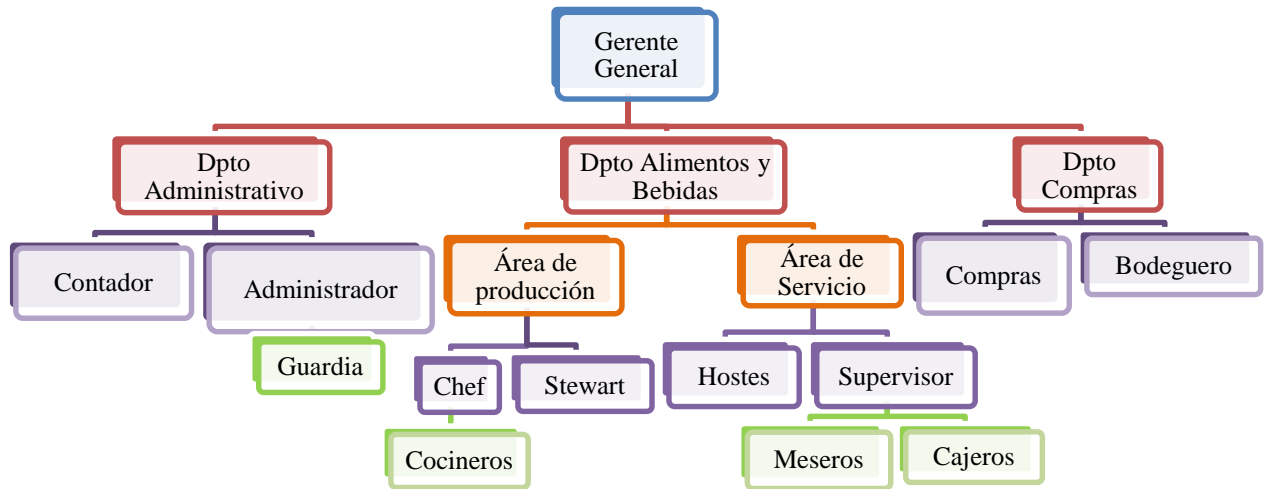 Gerente
General
Dpto
Administrativo
Dpto Alimentos y
Bebidas
Dpto
Compras
Contador
Administrador
Área de
producción
Área de
Servicio
Compras
Bodeguero
Guardia
Chef
Stewart
Hostes
Supervisor
Cocineros
Meseros
Cajeros